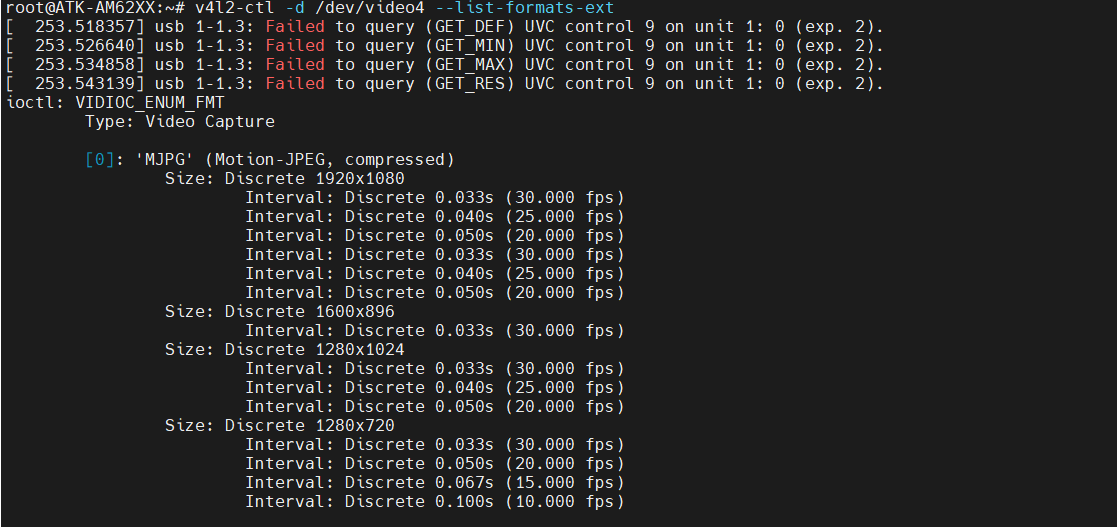 root@ATK-AM62XX:~# v4l2-ctl -d /dev/video4 --list-formats-ext
[  253.518357] usb 1-1.3: Failed to query (GET_DEF) UVC control 9 on unit 1: 0 (exp. 2).
[  253.526640] usb 1-1.3: Failed to query (GET_MIN) UVC control 9 on unit 1: 0 (exp. 2).
[  253.534858] usb 1-1.3: Failed to query (GET_MAX) UVC control 9 on unit 1: 0 (exp. 2).
[  253.543139] usb 1-1.3: Failed to query (GET_RES) UVC control 9 on unit 1: 0 (exp. 2).
ioctl: VIDIOC_ENUM_FMT
        Type: Video Capture

        [0]: 'MJPG' (Motion-JPEG, compressed)
                Size: Discrete 1920x1080
                        Interval: Discrete 0.033s (30.000 fps)
                        Interval: Discrete 0.040s (25.000 fps)
                        Interval: Discrete 0.050s (20.000 fps)
                        Interval: Discrete 0.033s (30.000 fps)
                        Interval: Discrete 0.040s (25.000 fps)
                        Interval: Discrete 0.050s (20.000 fps)
                Size: Discrete 1600x896
                        Interval: Discrete 0.033s (30.000 fps)
                Size: Discrete 1280x1024
                        Interval: Discrete 0.033s (30.000 fps)
                        Interval: Discrete 0.040s (25.000 fps)
                        Interval: Discrete 0.050s (20.000 fps)
                Size: Discrete 1280x720
                        Interval: Discrete 0.033s (30.000 fps)
                        Interval: Discrete 0.050s (20.000 fps)
                        Interval: Discrete 0.067s (15.000 fps)
                        Interval: Discrete 0.100s (10.000 fps)